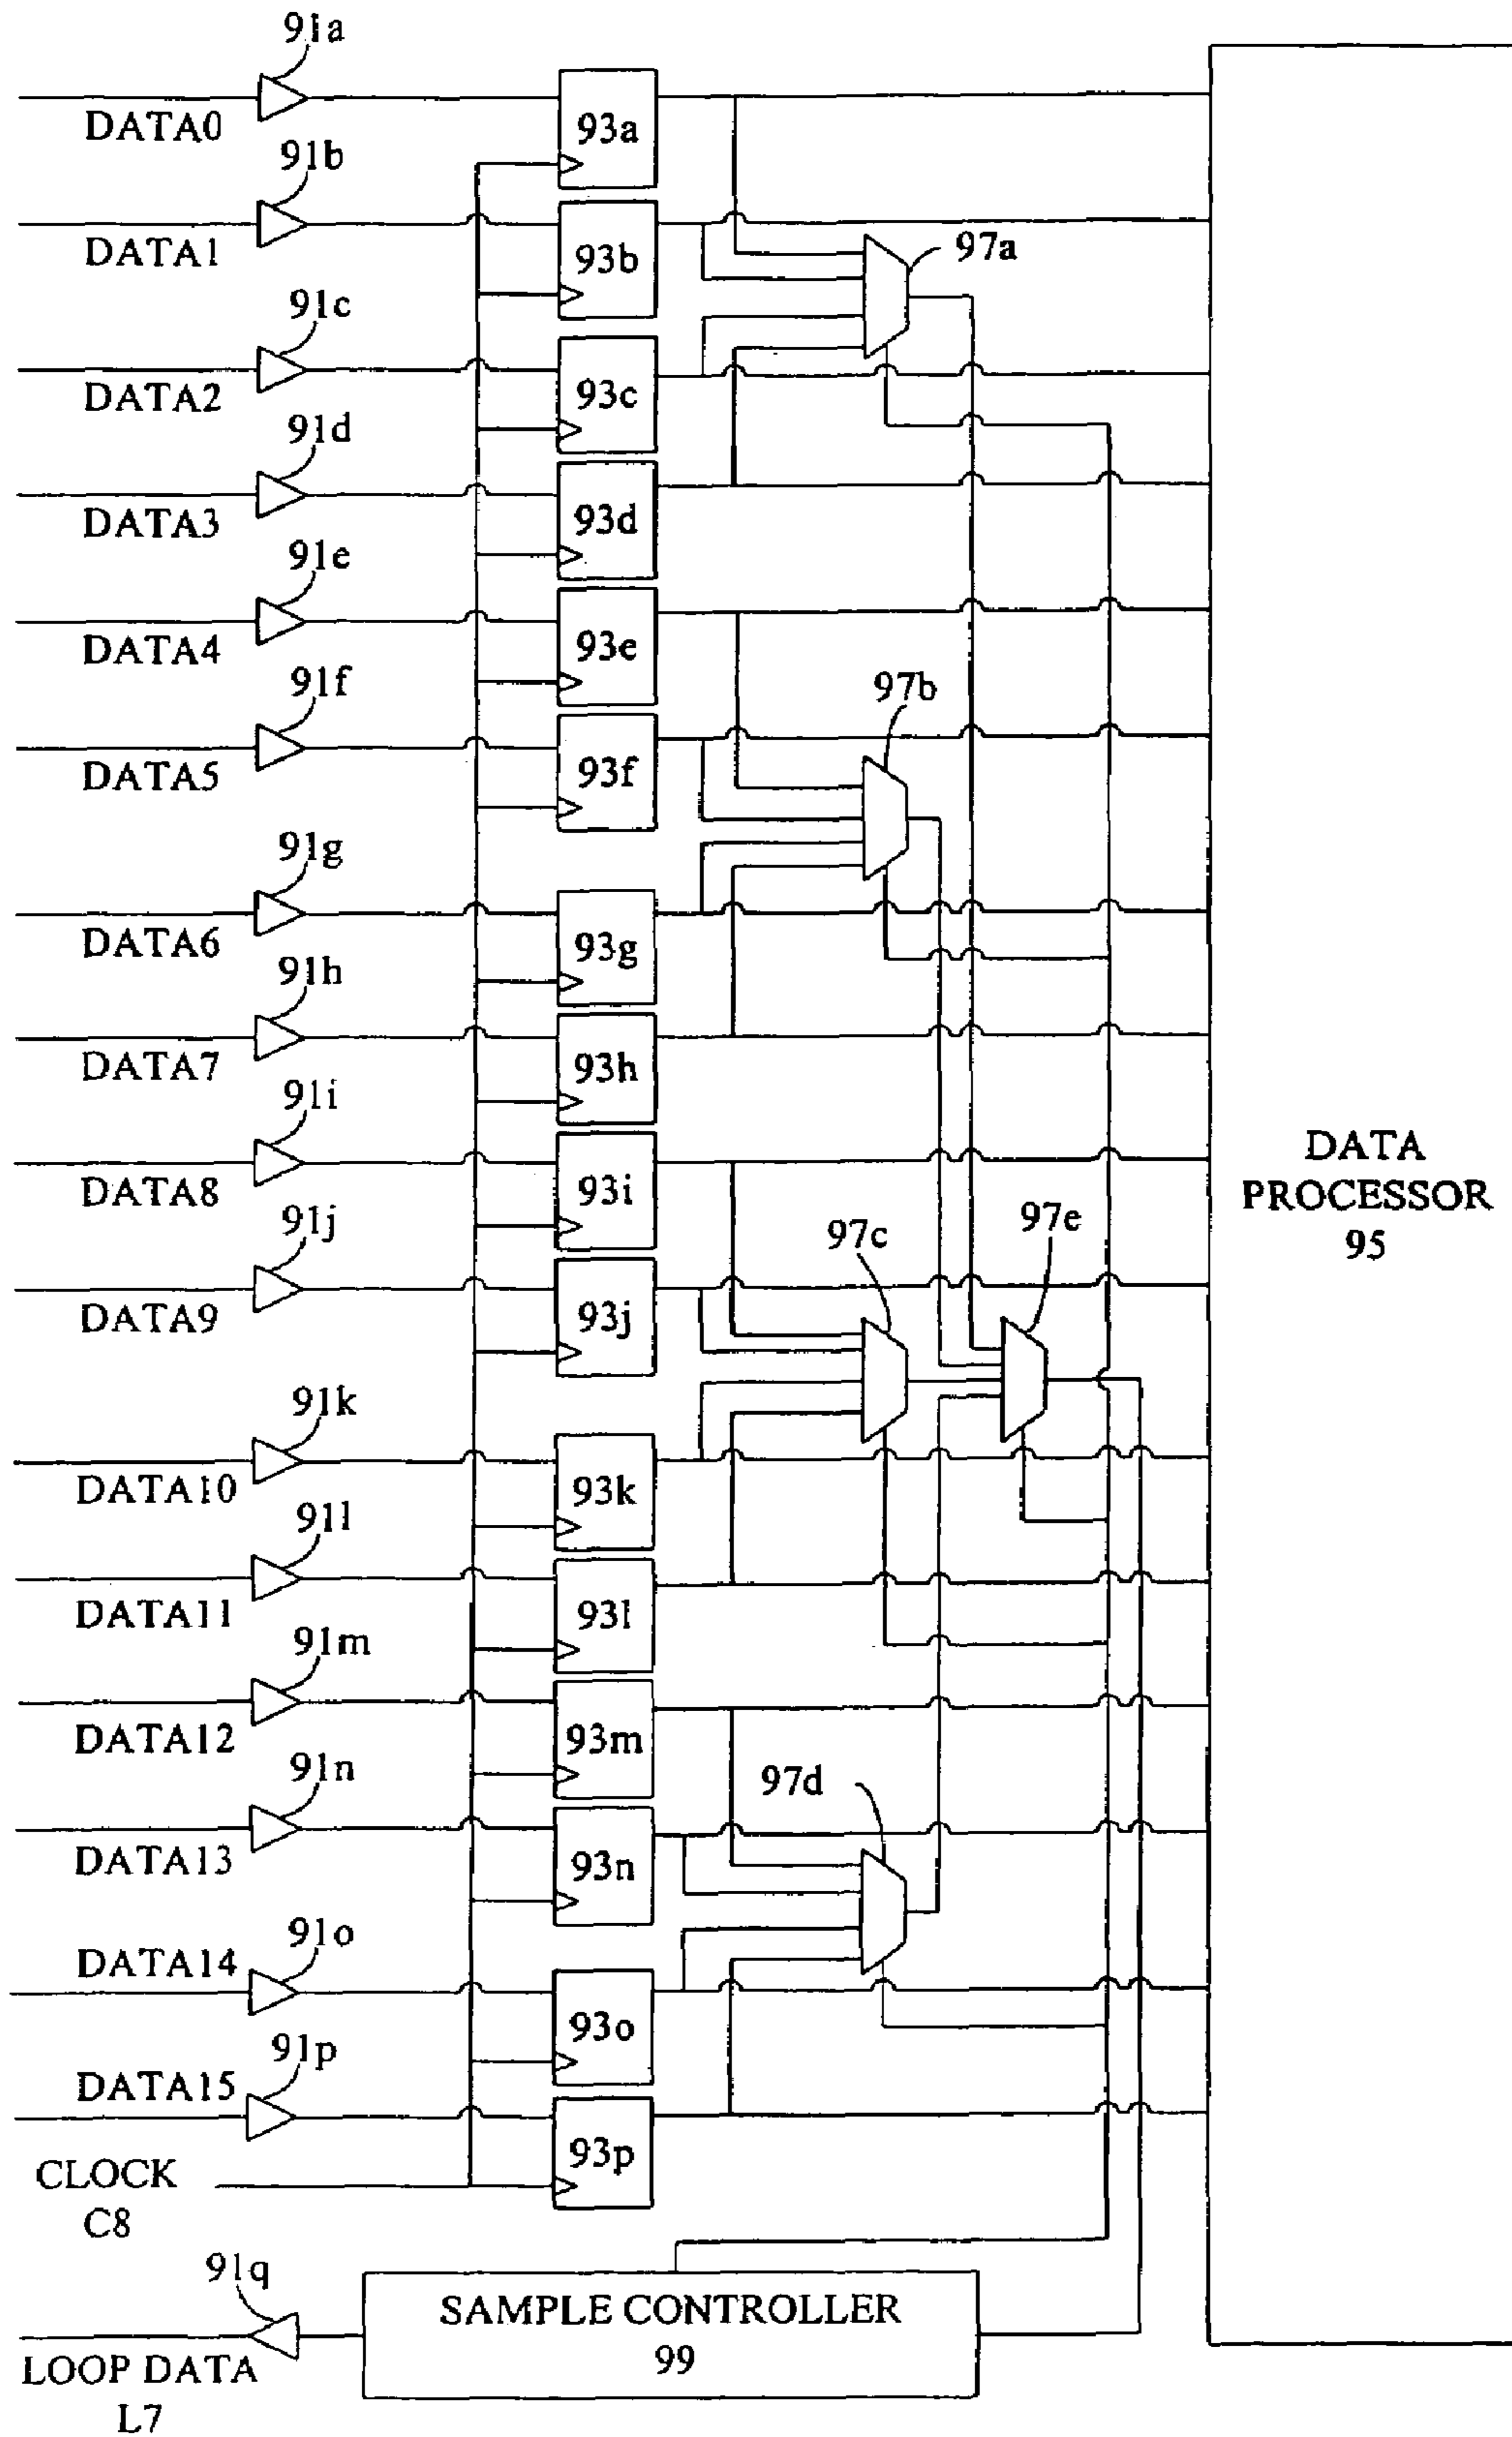 91a
DATA0
93a
91b
DATA1
93b
97a
91c
DATA2
93c
91d
DATA3
93d
91e
DATA4
93e
91f
DATA5
93f
97b
91g
DATA6
93g
91h
DATA7
93h
91i
DATA8
93i
DATA
PROCESSOR
95
91j
DATA9
93j
97c
97e
91k
DATA10
93k
91l
DATA11
93l
91m
DATA12
93m
91n
DATA13
93n
97d
91o
DATA14
93o
91p
DATA15
93p
CLOCK
C8
91q
SAMPLE CONTROLLER
99
LOOP DATA
L7